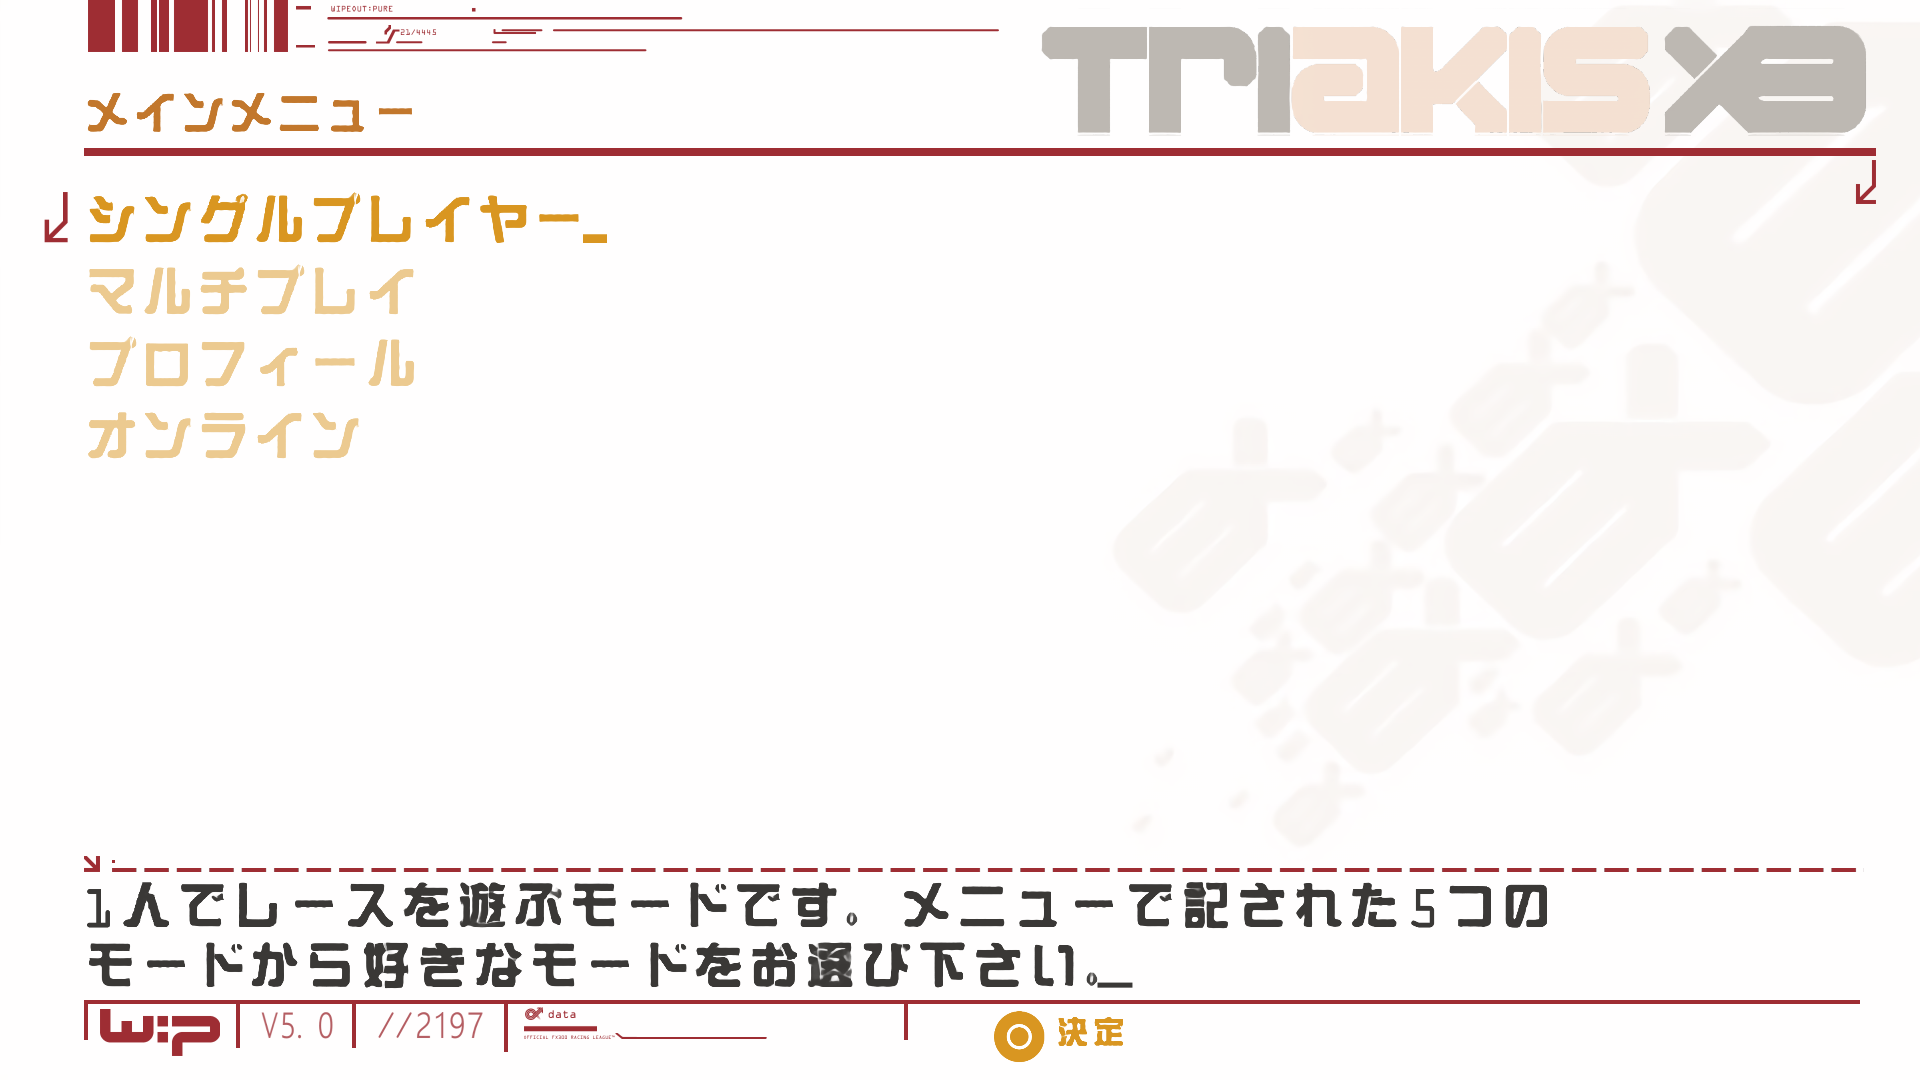 WIPEOUT:PURE
21/4445
TRIAKIS XB
メインメニュー
シングルプレイヤー_
マルチプレイ
プロフィール
オンライン
1人でレースを遊ぶモードです。メニューで記された5つの
モードから好きなモードをお選び下さい。_
wip V5.0 //2197 data
OFFICIAL FX300 RACING LEAGUE
決定